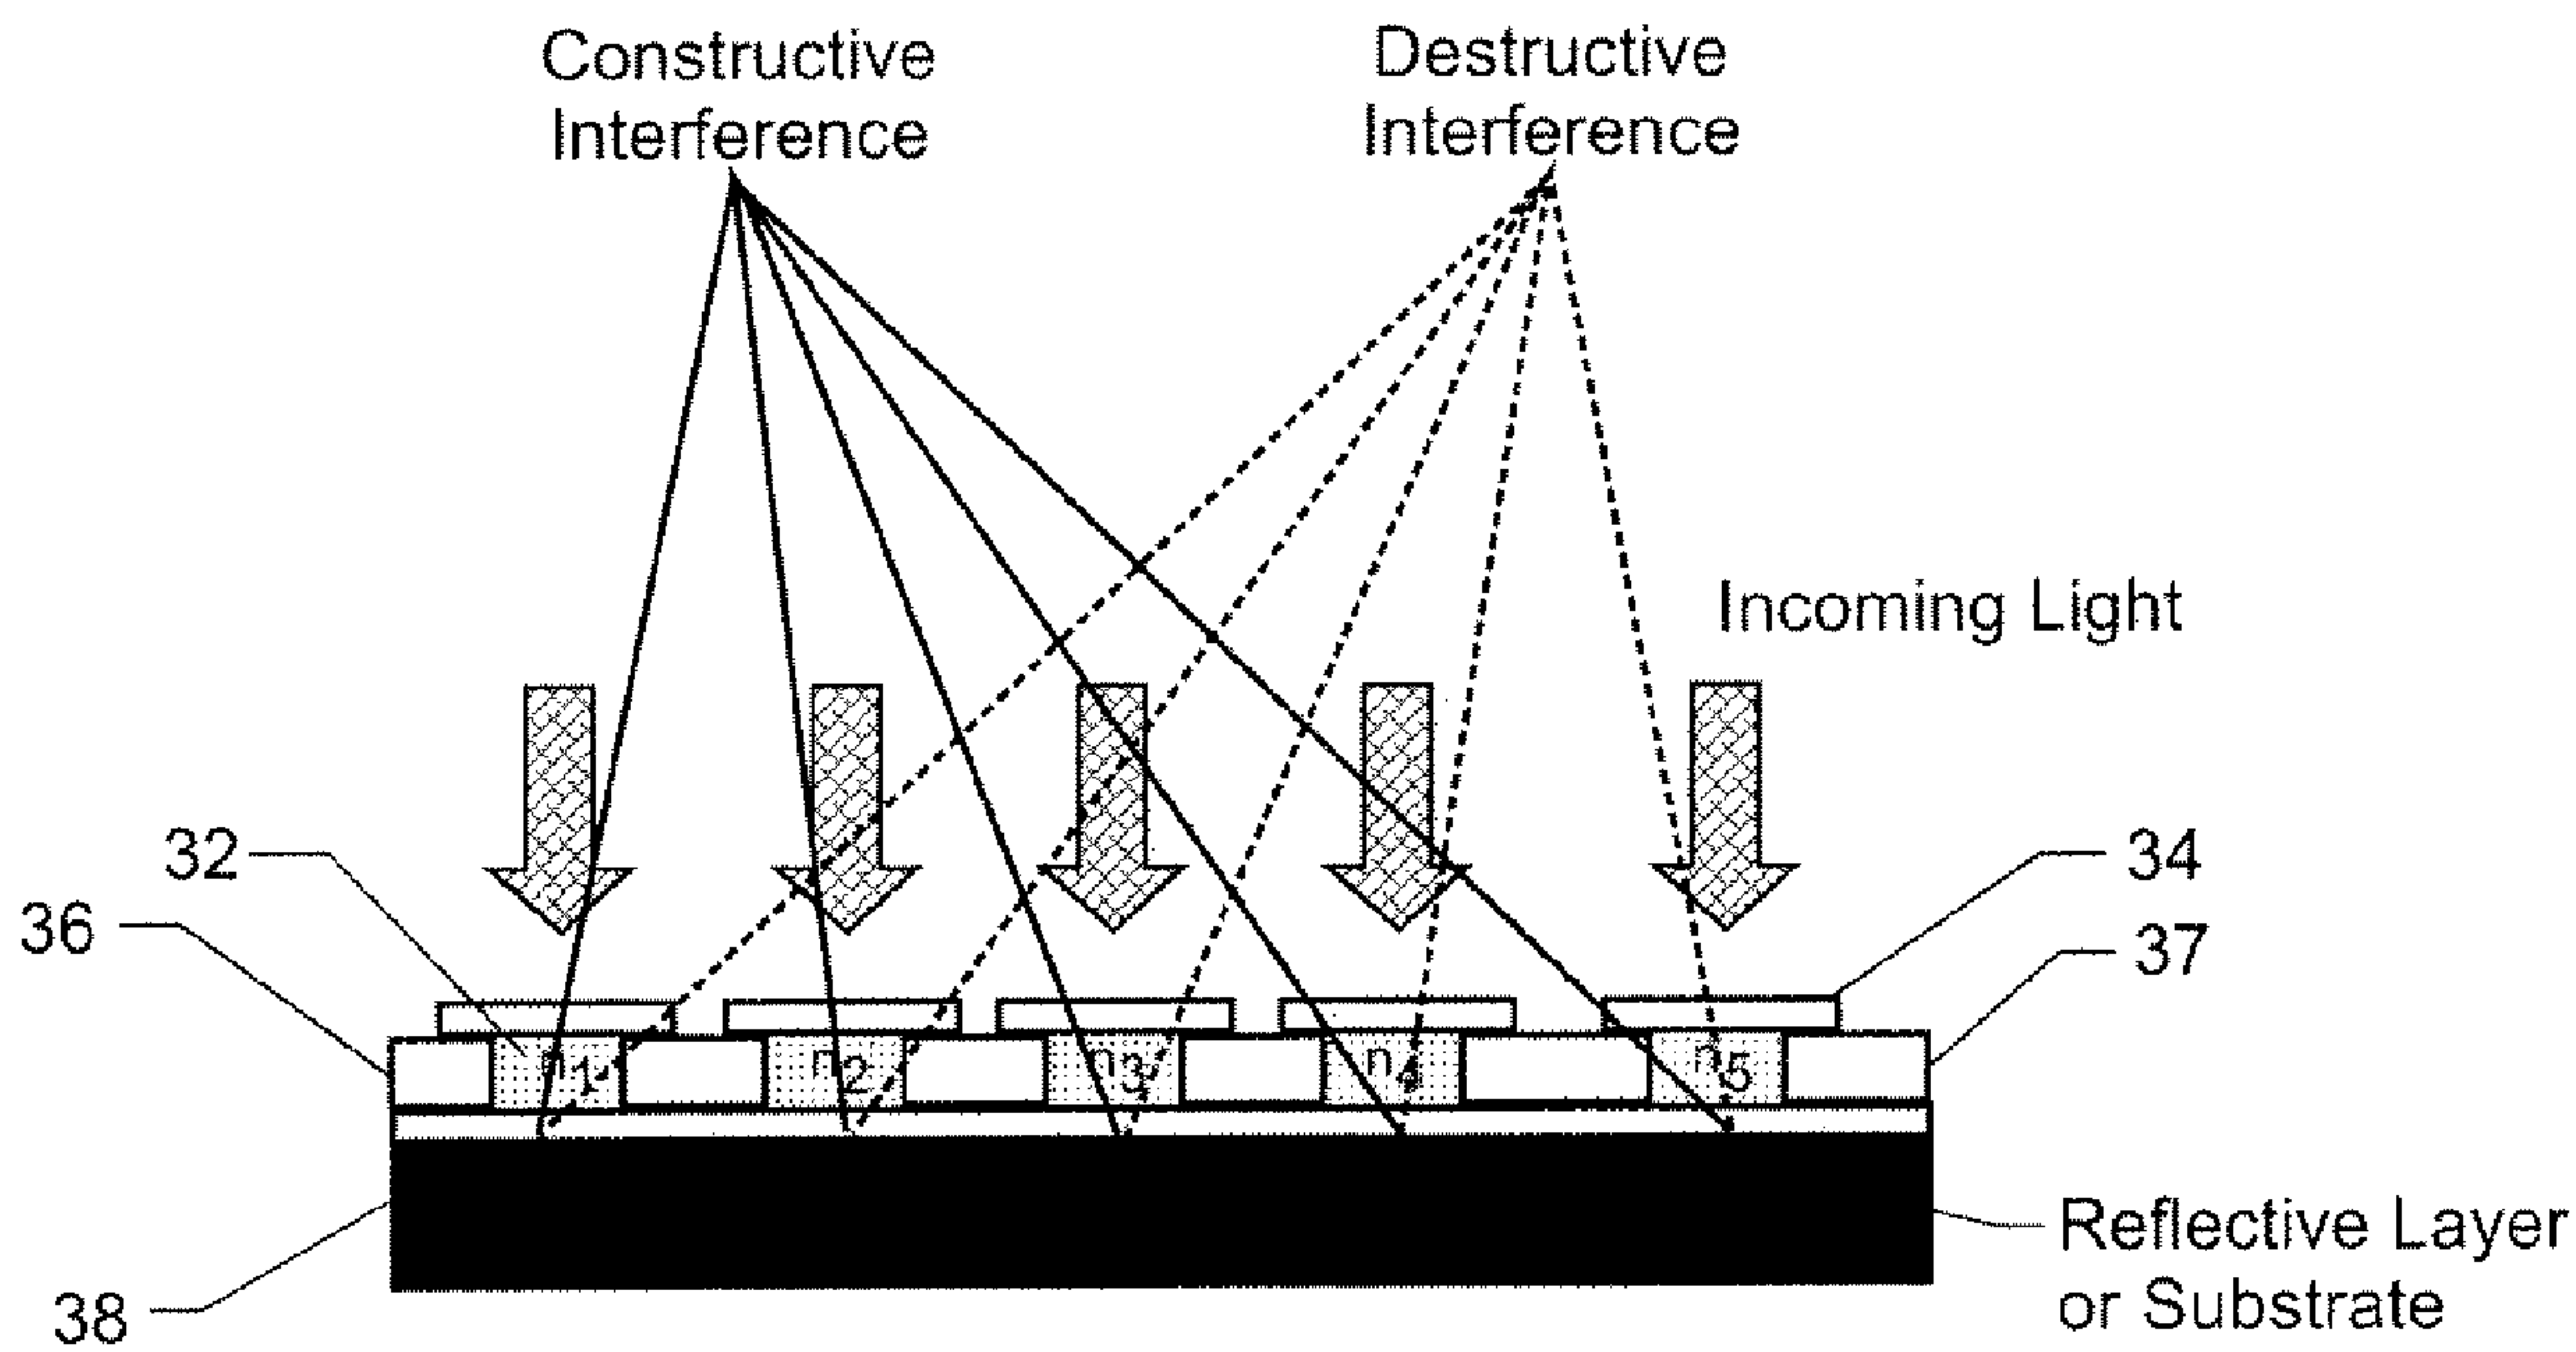 Constructive
Interference
Destructive
Interference
Incoming Light
32
34
36
37
n1
n2
n3
n4
n5
Reflective Layer
or Substrate
38